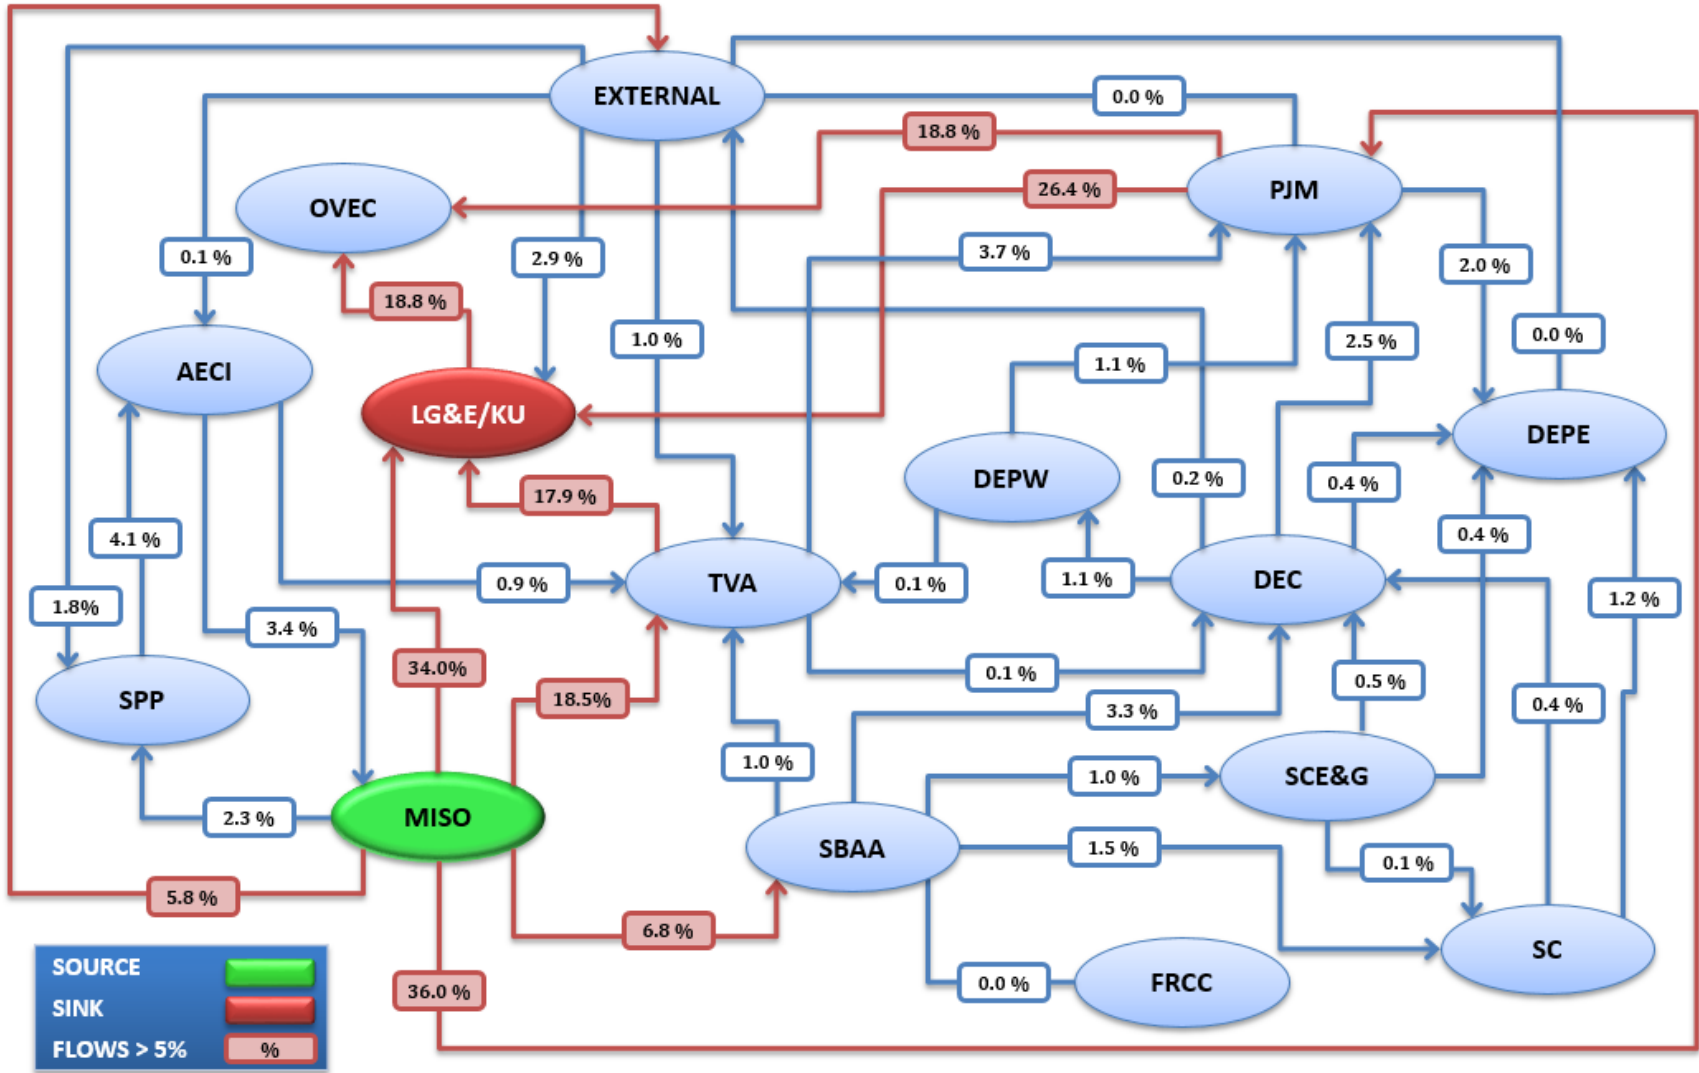 EXTERNAL
0.0 %
18.8 %
PJM
26.4 %
OVEC
0.1 %
2.9 %
3.7 %
2.0 %
18.8 %
1.0 %
2.5 %
0.0 %
AECI
1.1 %
LG&E/KU
DEPE
DEPW
0.2 %
0.4 %
17.9 %
4.1 %
0.4 %
0.9 %
TVA
0.1 %
1.1 %
DEC
1.8%
1.2 %
3.4 %
34.0%
0.1 %
0.5 %
SPP
18.5%
3.3 %
0.4 %
1.0 %
1.0 %
SCE&G
2.3 %
MISO
SBAA
1.5 %
0.1 %
5.8 %
6.8 %
SC
SOURCE
36.0 %
0.0 %
FRCC
SINK
FLOWS > 5%
%